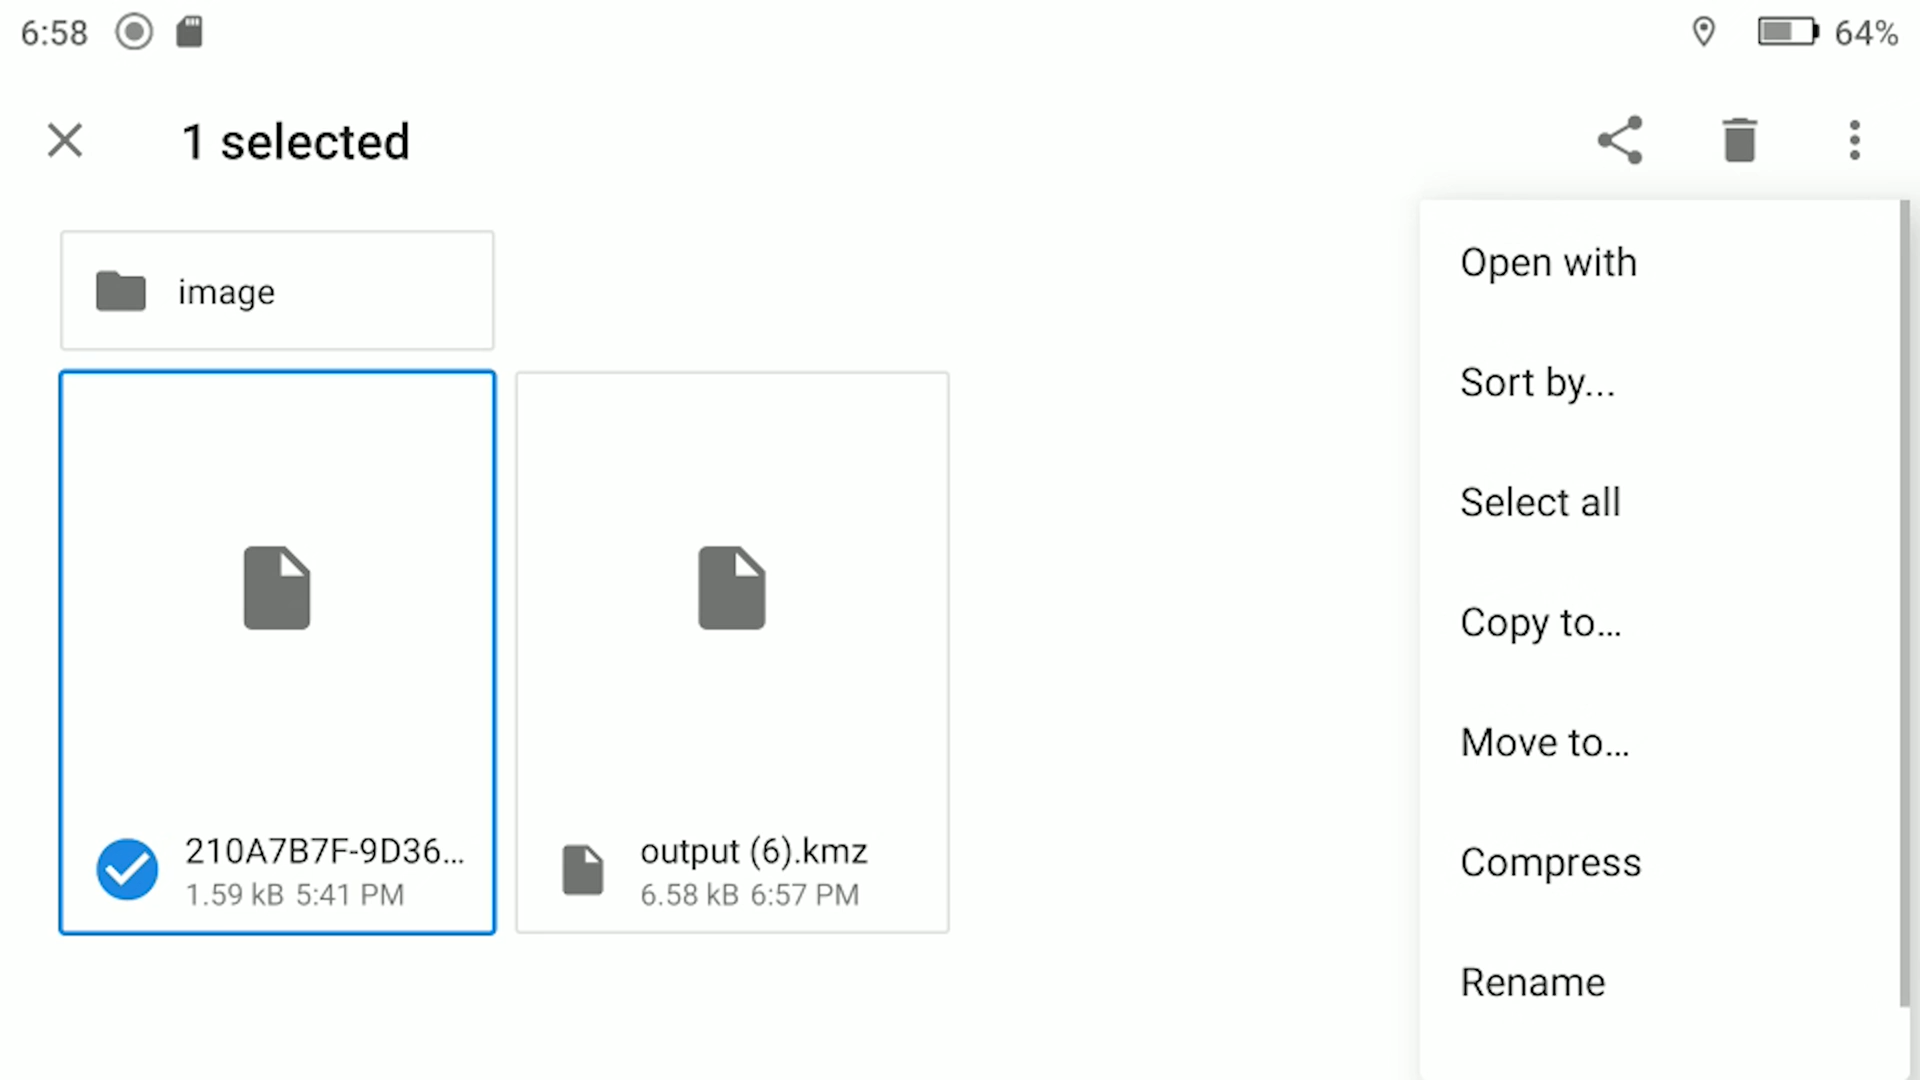 6:58
64%
1 selected
image
210A7B7F-9D36...
1.59 kB 5:41 PM
output (6).kmz
6.58 kB 6:57 PM
Open with
Sort by...
Select all
Copy to...
Move to...
Compress
Rename